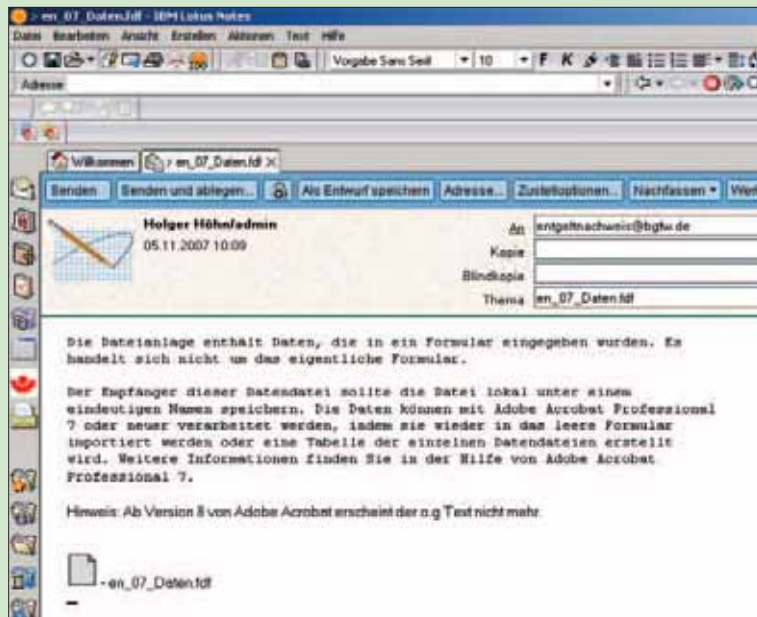 en_07_Daten.fdf - IBM Lotus Notes
Datei Bearbeiten Ansicht Erstellen Aktionen Text Hilfe
Vorgabe Sans Serif 10 F K
Adresse
Willkommen en_07_Daten.fdf
Senden Senden und ablegen... Als Entwurf speichern Adresse... Zustelloptionen... Nachfassen
Holger Höhn/admin
05.11.2007 10:09
An entgeltnachweis@bgfw.de
Kopie
Blindkopie
Thema en_07_Daten.fdf
Die Dateianlage enthält Daten, die in ein Formular eingegeben wurden. Es
handelt sich nicht um das eigentliche Formular.
Der Empfänger dieser Datendatei sollte die Datei lokal unter einem
eindeutigen Namen speichern. Die Daten können mit Adobe Acrobat Professional
7 oder neuer verarbeitet werden, indem sie wieder in das leere Formular
importiert werden oder eine Tabelle der einzelnen Datendateien erstellt
wird. Weitere Informationen finden Sie in der Hilfe von Adobe Acrobat
Professional 7.
Hinweis: Ab Version 8 von Adobe Acrobat erscheint der o.g Text nicht mehr.
- en_07_Daten.fdf